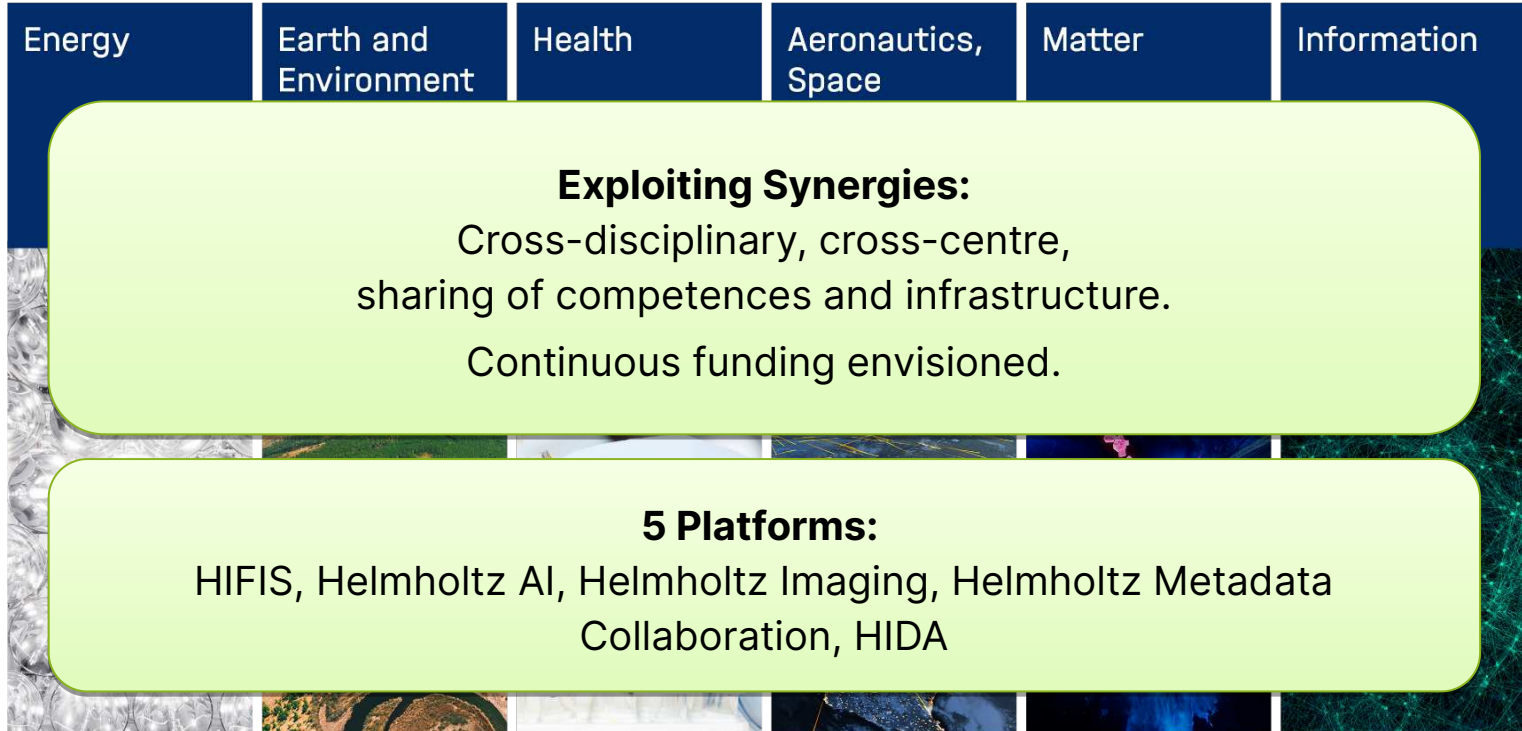 Energy
Earth and
Environment
Health
Aeronautics,
Space
Matter
Information
Exploiting Synergies:
Cross-disciplinary, cross-centre,
sharing of competences and infrastructure.
Continuous funding envisioned.
5 Platforms:
HIFIS, Helmholtz AI, Helmholtz Imaging, Helmholtz Metadata
Collaboration, HIDA